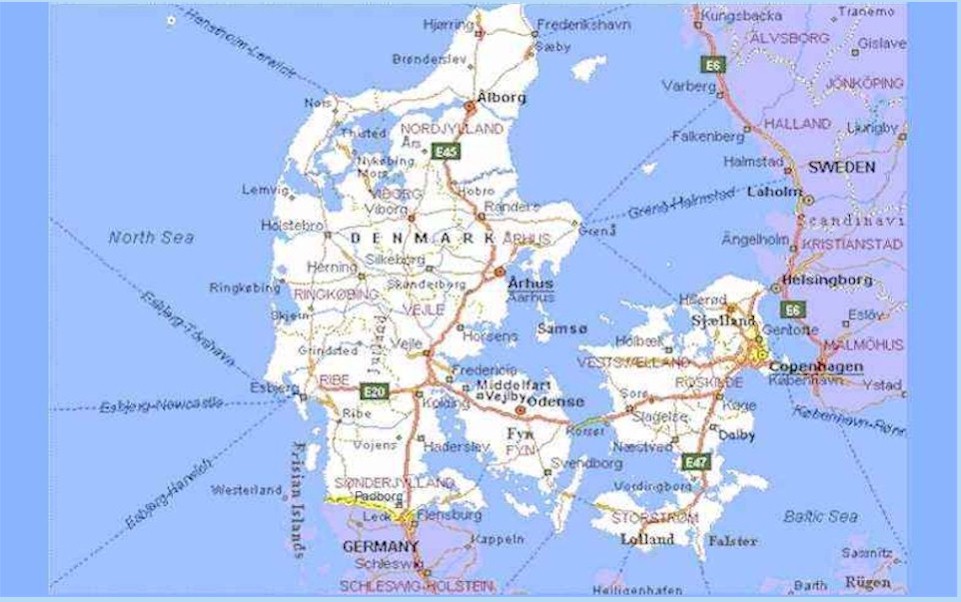 Hjørring
Frederikshavn
Kungsbacka
Tranemo
Hanstholm-Lerwick
Sæby
ÄLVSBORG
Gislave
Brønderslev
E6
Varberg
JÖNKÖPING
Nors
Ålborg
Thisted
NORDJYLLAND
HALLAND
Ljungby
Års
E45
Falkenberg
Nykøbing
Mors
Halmstad
SWEDEN
Lemvig
VIBORG
Hobro
Laholm
Viborg
Randers
Grenå-Halmstad
Scandinavi
Holstebro
Grenå
North Sea
DENMARK
ÅRHUS
Ängelholm
KRISTIANSTAD
Herning
Silkeborg
Skanderborg
Århus
Aarhus
Helsingborg
Ringkøbing
RINGKØBING
Hillerød
E6
Esbjerg-Tórshavn
VEJLE
Sjælland
Eslöv
Skjern
Samsø
Gentofte
Horsens
Holbæk
MALMÖHUS
Grindsted
Vejle
VESTSJÆLLAND
Copenhagen
København
Fredericia
Esbjerg
RIBE
E20
Middelfart
ROSKILDE
Ystad
Vejlby
Sorø
Esbjerg-Newcastle
Kolding
Odense
Køge
Ribe
Slagelse
København-Rønn
Fyn
Korsør
Dalby
Vojens
Haderslev
FYN
Næstved
Frisian Islands
Svendborg
E47
Esbjerg-Harwich
SØNDERJYLLAND
Vordingborg
Westerland
Padborg
Leck
Flensburg
STORSTRØM
Baltic Sea
GERMANY
Kappeln
Lolland
Falster
Schleswig
Sassnitz
SCHLESWIG-HOLSTEIN
Heiligenhafen
Barth
Rügen